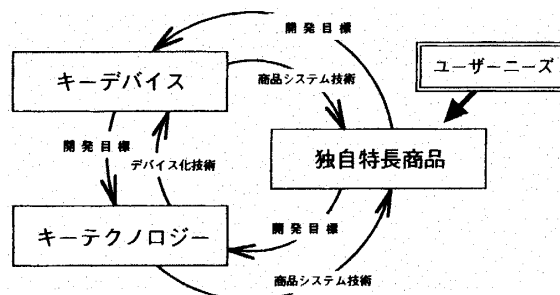 開発目標
ユーザーニーズ
キーデバイス
商品システム技術
開発目標
デバイス化技術
独自特長商品
キーテクノロジー
開発目標
商品システム技術